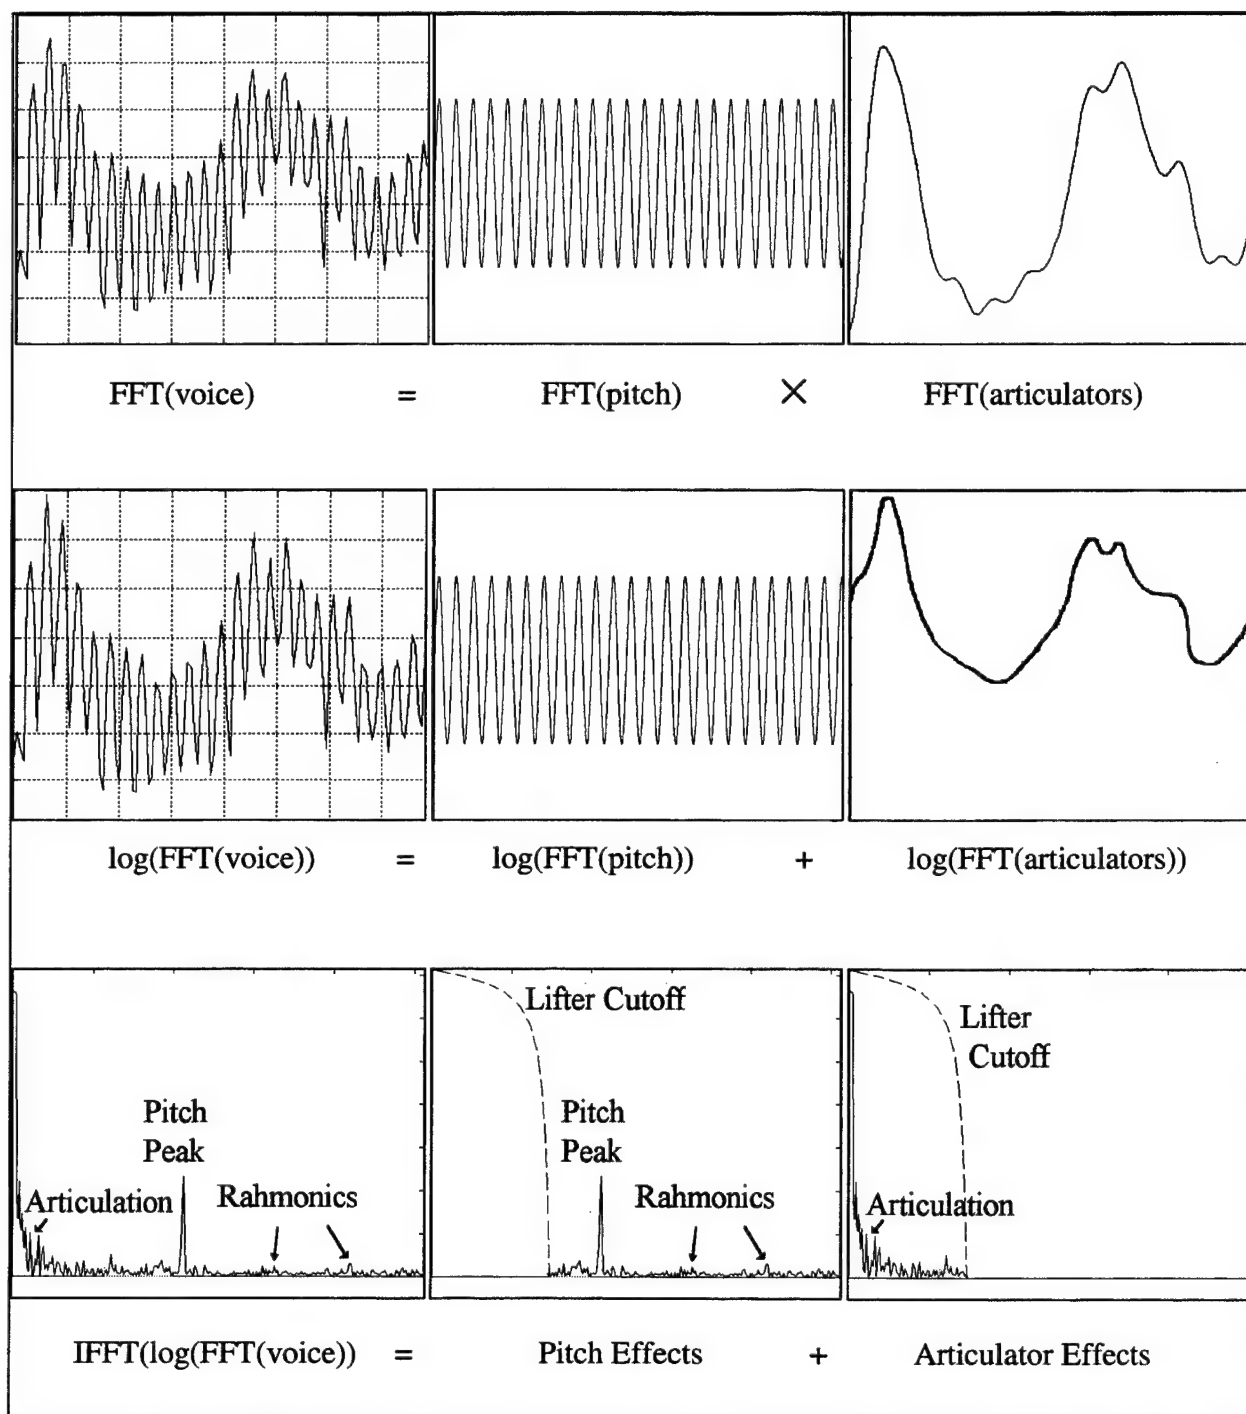 FFT(voice) = FFT(pitch) × FFT(articulators)
log(FFT(voice)) = log(FFT(pitch)) + log(FFT(articulators))
Pitch
Peak
Articulation
Rahmonics
Lifter Cutoff
Pitch
Peak
Rahmonics
Lifter
Cutoff
Articulation
IFFT(log(FFT(voice)) = Pitch Effects + Articulator Effects